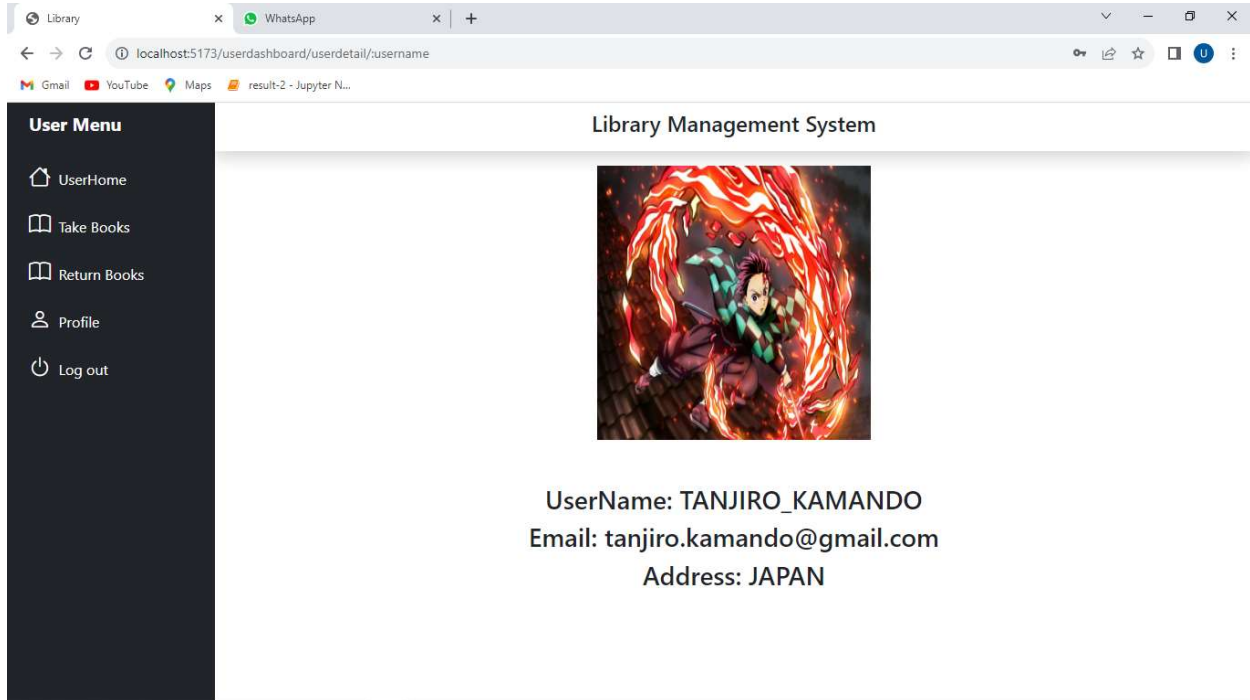 Library
WhatsApp
localhost:5173/userdashboard/userdetail/:username
U
Gmail YouTube Maps result-2 - Jupyter N...
User Menu
Library Management System
UserHome
Take Books
Return Books
Profile
Log out
UserName: TANJIRO_KAMANDO
Email: tanjiro.kamando@gmail.com
Address: JAPAN